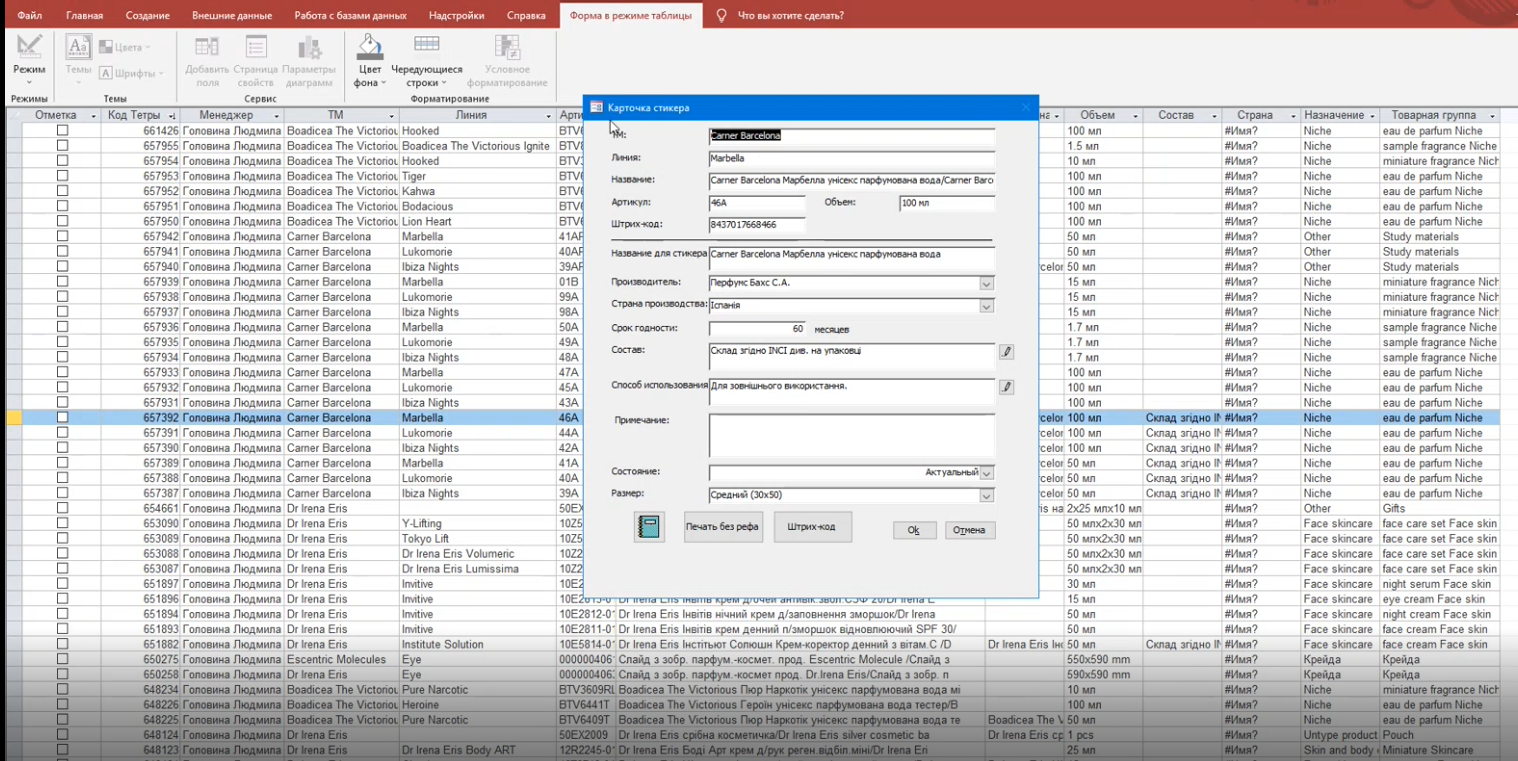 Файл Главная Создание Внешние данные Работа с базами данных Надстройки Справка Форма в режиме таблицы Что вы хотите сделать?
Режим Темы Цвета Шрифты Добавить поля Страница свойств Параметры диаграмм Цвет фона Чередующиеся строки Условное форматирование
Режимы Темы Сервис Форматирование
Отметка Код Тетры Менеджер ТМ Линия Объем Состав Страна Назначение Товарная группа
661426 Головина Людмила Boadicea The Victoriou Hooked 100 мл #Имя? Niche eau de parfum Niche
657955 Головина Людмила Boadicea The Victoriou Boadicea The Victorious Ignite 1.5 мл #Имя? Niche sample fragrance Niche
657954 Головина Людмила Boadicea The Victoriou Hooked 10 мл #Имя? Niche miniature fragrance Nich
657953 Головина Людмила Boadicea The Victoriou Tiger 100 мл #Имя? Niche eau de parfum Niche
657952 Головина Людмила Boadicea The Victoriou Kahwa 100 мл #Имя? Niche eau de parfum Niche
657951 Головина Людмила Boadicea The Victoriou Bodacious 100 мл #Имя? Niche eau de parfum Niche
657950 Головина Людмила Boadicea The Victoriou Lion Heart 100 мл #Имя? Niche eau de parfum Niche
657942 Головина Людмила Carner Barcelona Marbella 41AF 50 мл #Имя? Other Study materials
657941 Головина Людмила Carner Barcelona Lukomorie 40AF 50 мл #Имя? Other Study materials
657940 Головина Людмила Carner Barcelona Ibiza Nights 39AF 50 мл #Имя? Other Study materials
657939 Головина Людмила Carner Barcelona Marbella 01B 15 мл #Имя? Niche miniature fragrance Nich
657938 Головина Людмила Carner Barcelona Lukomorie 99A 15 мл #Имя? Niche miniature fragrance Nich
657937 Головина Людмила Carner Barcelona Ibiza Nights 98A 15 мл #Имя? Niche miniature fragrance Nich
657936 Головина Людмила Carner Barcelona Marbella 50A 1.7 мл #Имя? Niche sample fragrance Niche
657935 Головина Людмила Carner Barcelona Lukomorie 49A 1.7 мл #Имя? Niche sample fragrance Niche
657934 Головина Людмила Carner Barcelona Ibiza Nights 48A 1.7 мл #Имя? Niche sample fragrance Niche
657933 Головина Людмила Carner Barcelona Marbella 47A 100 мл #Имя? Niche eau de parfum Niche
657932 Головина Людмила Carner Barcelona Lukomorie 45A 100 мл #Имя? Niche eau de parfum Niche
657931 Головина Людмила Carner Barcelona Ibiza Nights 43A 100 мл #Имя? Niche eau de parfum Niche
657392 Головина Людмила Carner Barcelona Marbella 46A 100 мл Склад згідно IN #Имя? Niche eau de parfum Niche
657391 Головина Людмила Carner Barcelona Lukomorie 44A 100 мл Склад згідно IN #Имя? Niche eau de parfum Niche
657390 Головина Людмила Carner Barcelona Ibiza Nights 42A 100 мл Склад згідно IN #Имя? Niche eau de parfum Niche
657389 Головина Людмила Carner Barcelona Marbella 41A 50 мл Склад згідно IN #Имя? Niche eau de parfum Niche
657388 Головина Людмила Carner Barcelona Lukomorie 40A 50 мл Склад згідно IN #Имя? Niche eau de parfum Niche
657387 Головина Людмила Carner Barcelona Ibiza Nights 39A 50 мл Склад згідно IN #Имя? Niche eau de parfum Niche
654661 Головина Людмила Dr Irena Eris 50EX 2x25 млx10 мл #Имя? Other Gifts
653090 Головина Людмила Dr Irena Eris Y-Lifting 10Z5 50 млx2x30 мл #Имя? Face skincare face care set Face skin
653089 Головина Людмила Dr Irena Eris Tokyo Lift 10Z5 50 млx2x30 мл #Имя? Face skincare face care set Face skin
653088 Головина Людмила Dr Irena Eris Dr Irena Eris Volumeric 10Z2 50 млx2x30 мл #Имя? Face skincare face care set Face skin
653087 Головина Людмила Dr Irena Eris Dr Irena Eris Lumissima 10Z2 50 млx2x30 мл #Имя? Face skincare face care set Face skin
651897 Головина Людмила Dr Irena Eris Invitive 10E2 30 мл #Имя? Face skincare night serum Face skin
651896 Головина Людмила Dr Irena Eris Invitive 15 мл #Имя? Face skincare eye cream Face skinc
651894 Головина Людмила Dr Irena Eris Invitive 10E2812-01 Dr Irena Eris Інвітів нічний крем д/заповнення зморшок/Dr Irena 50 мл #Имя? Face skincare night cream Face skin
651893 Головина Людмила Dr Irena Eris Invitive 10E2811-01 Dr Irena Eris Інвітів крем денний п/зморшок відновлюючий SPF 30/ 50 мл #Имя? Face skincare face cream Face skin
651882 Головина Людмила Dr Irena Eris Institute Solution 10E5814-01 Dr Irena Eris Інстітьют Солюшн Крем-коректор денний з вітам.С /D Dr Irena Eris Інс 50 мл Склад згідно IN #Имя? Face skincare face cream Face skin
650275 Головина Людмила Escentric Molecules Eye 000000406 Слайд з зобр. парфум.-космет. прод. Escentric Molecule /Слайд з 550x590 mm #Имя? Крейда Крейда
650258 Головина Людмила Dr Irena Eris Eye 000000406 Слайд з зобр. парфум.-космет прод. Dr.Irena Eris/Слайд з зобр. п 590x590 mm #Имя? Крейда Крейда
648234 Головина Людмила Boadicea The Victoriou Pure Narcotic BTV3609RL Boadicea The Victorious Пюр Наркотік унісекс парфумована вода мі 10 мл #Имя? Niche miniature fragrance Nich
648226 Головина Людмила Boadicea The Victoriou Heroine BTV6441T Boadicea The Victorious Героїн унісекс парфумована вода тестер/B 100 мл #Имя? Niche eau de parfum Niche
648225 Головина Людмила Boadicea The Victoriou Pure Narcotic BTV6409T Boadicea The Victorious Пюр Наркотік унісекс парфумована вода те Boadicea The V 50 мл #Имя? Niche eau de parfum Niche
648124 Головина Людмила Dr Irena Eris 50EX2009 Dr Irena Eris срібна косметичка/Dr Irena Eris silver cosmetic ba Dr Irena Eris ср 1 pcs #Имя? Untype product Pouch
648123 Головина Людмила Dr Irena Eris Dr Irena Eris Body ART 12R2245-01 Dr Irena Eris Боді Арт крем д/рук реген.відбіл.міні/Dr Irena Eri 25 мл #Имя? Skin and body Miniature Skincare
Карточка стикера
ТМ: Carner Barcelona
Линия: Marbella
Название: Carner Barcelona Марбелла унісекс парфумована вода/Carner Barc
Артикул: 46A Объем: 100 мл
Штрих-код: 8437017668466
Название для стикера Carner Barcelona Марбелла унісекс парфумована вода
Производитель: Перфумс Бахс С.А.
Страна производства: Іспанія
Срок годности: 60 месяцев
Состав: Склад згідно INCI див. на упаковці
Способ использования Для зовнішнього використання.
Примечание:
Состояние: Актуальный
Размер: Средний (30x50)
Печать без рефа Штрих-код Ok Отмена